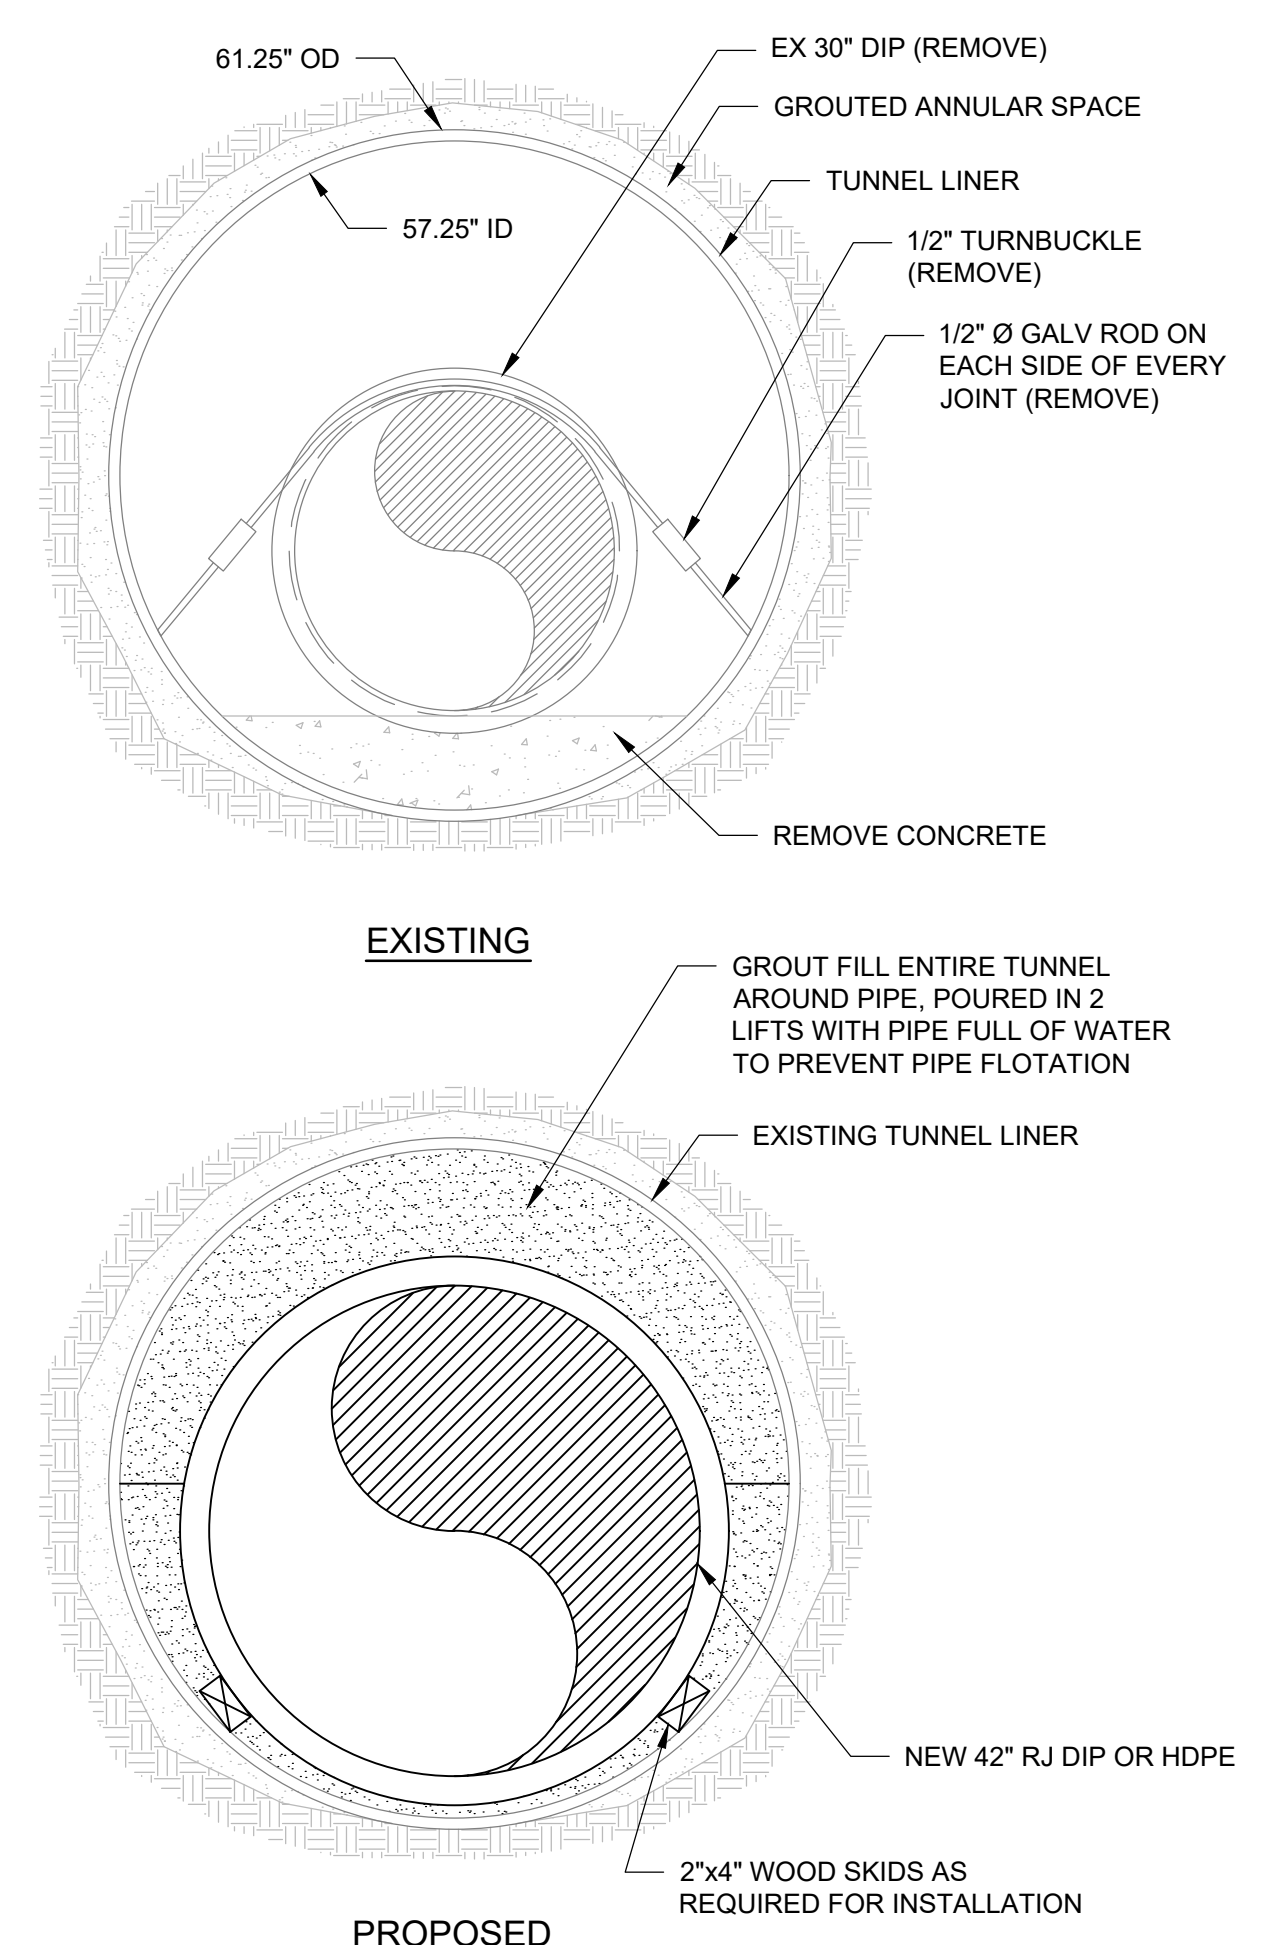 61.25" OD
EX 30" DIP (REMOVE)
GROUTED ANNULAR SPACE
TUNNEL LINER
57.25" ID
1/2" TURNBUCKLE
(REMOVE)
1/2" Ø GALV ROD ON
EACH SIDE OF EVERY
JOINT (REMOVE)
REMOVE CONCRETE
EXISTING
GROUT FILL ENTIRE TUNNEL
AROUND PIPE, POURED IN 2
LIFTS WITH PIPE FULL OF WATER
TO PREVENT PIPE FLOTATION
EXISTING TUNNEL LINER
NEW 42" RJ DIP OR HDPE
2"x4" WOOD SKIDS AS
REQUIRED FOR INSTALLATION
PROPOSED